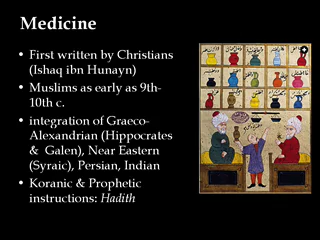 Medicine
• First written by Christians
(Ishaq ibn Hunayn)
• Muslims as early as 9th-
10th c.
• integration of Graeco-
Alexandrian (Hippocrates
& Galen), Near Eastern
(Syraic), Persian, Indian
• Koranic & Prophetic
instructions: Hadith